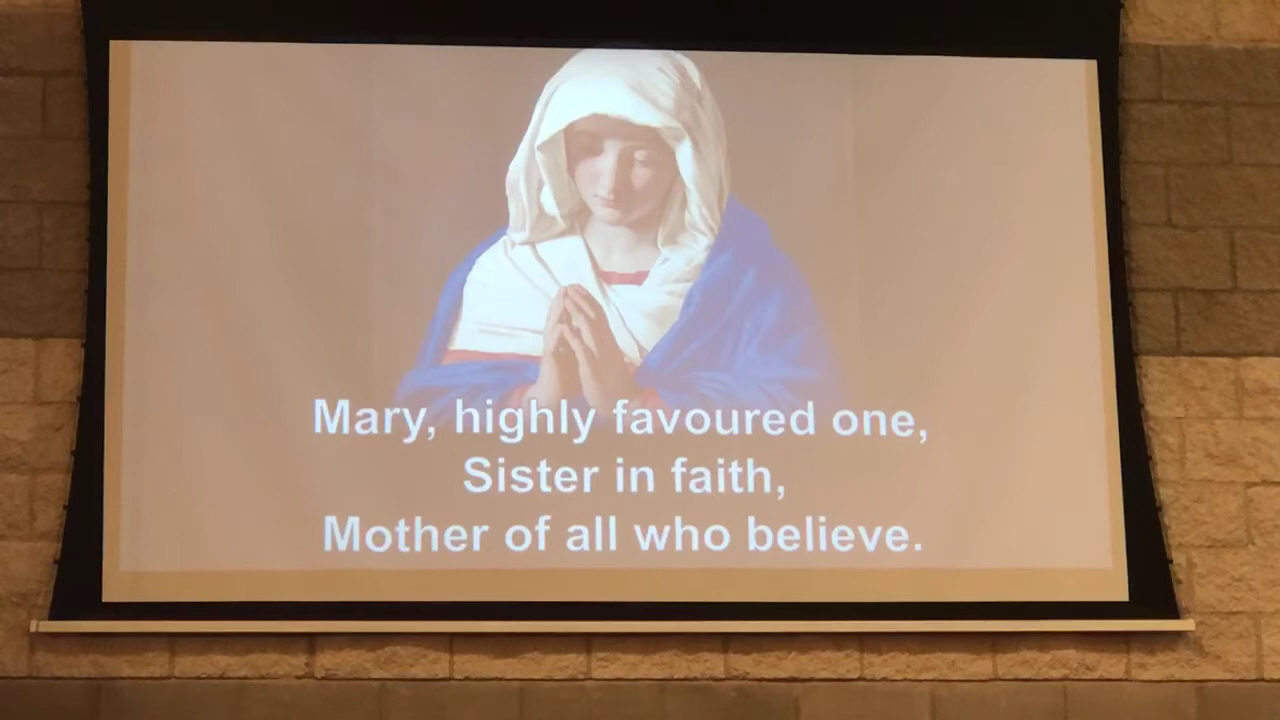 Mary, highly favoured one,
Sister in faith,
Mother of all who believe.